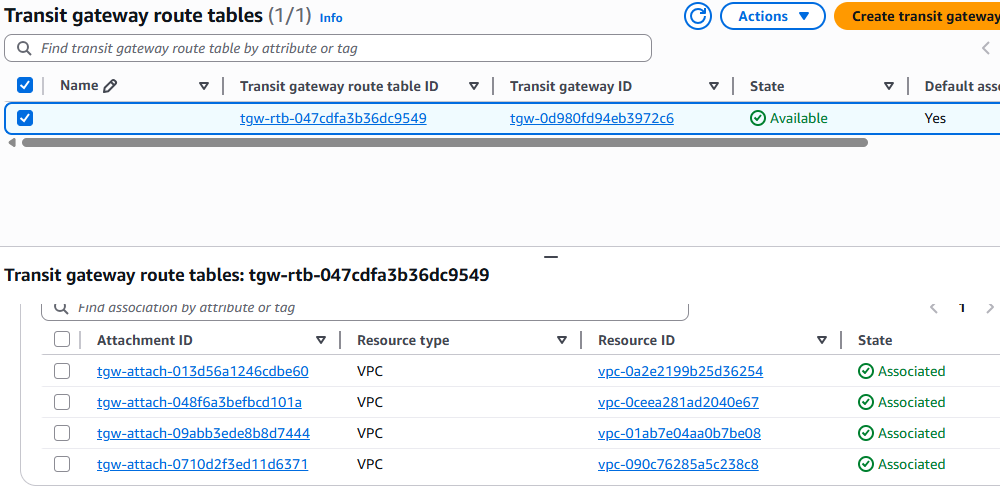 Transit gateway route tables (1/1) Info
Actions
Create transit gateway
Find transit gateway route table by attribute or tag
Name
Transit gateway route table ID
Transit gateway ID
State
Default asso
tgw-rtb-047cdfa3b36dc9549
tgw-0d980fd94eb3972c6
Available
Yes
Transit gateway route tables: tgw-rtb-047cdfa3b36dc9549
Find association by attribute or tag
1
Attachment ID
Resource type
Resource ID
State
tgw-attach-013d56a1246cdbe60
VPC
vpc-0a2e2199b25d36254
Associated
tgw-attach-048f6a3befbcd101a
VPC
vpc-0ceea281ad2040e67
Associated
tgw-attach-09abb3ede8b8d7444
VPC
vpc-01ab7e04aa0b7be08
Associated
tgw-attach-0710d2f3ed11d6371
VPC
vpc-090c76285a5c238c8
Associated